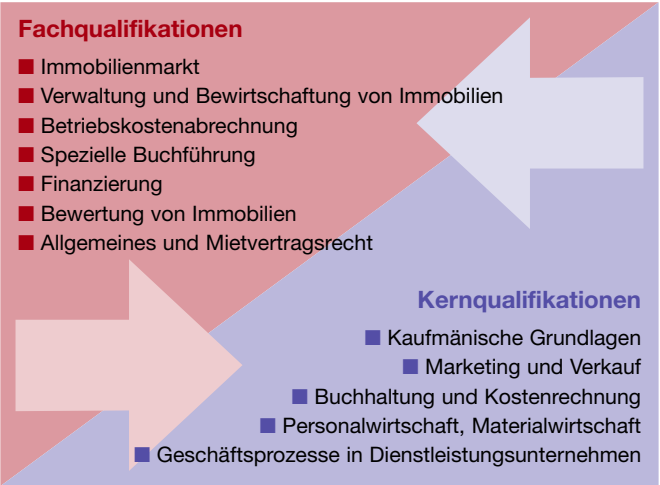 Fachqualifikationen
■ Immobilienmarkt
■ Verwaltung und Bewirtschaftung von Immobilien
■ Betriebskostenabrechnung
■ Spezielle Buchführung
■ Finanzierung
■ Bewertung von Immobilien
■ Allgemeines und Mietvertragsrecht
Kernqualifikationen
■ Kaufmänische Grundlagen
■ Marketing und Verkauf
■ Buchhaltung und Kostenrechnung
■ Personalwirtschaft, Materialwirtschaft
■ Geschäftsprozesse in Dienstleistungsunternehmen